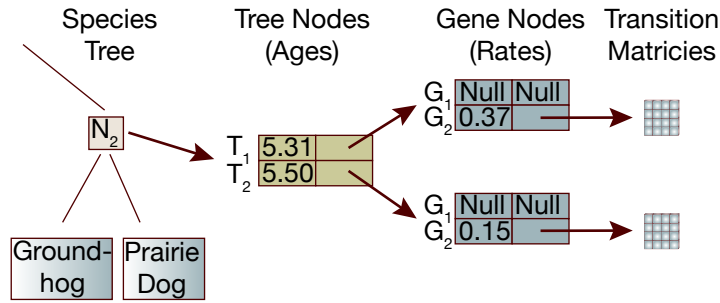 Species Tree Nodes Gene Nodes Transition
Tree (Ages) (Rates) Matricies
N2
T1 5.31
T2 5.50
G1 Null Null
G2 0.37
G1 Null Null
G2 0.15
Ground- Prairie
hog Dog